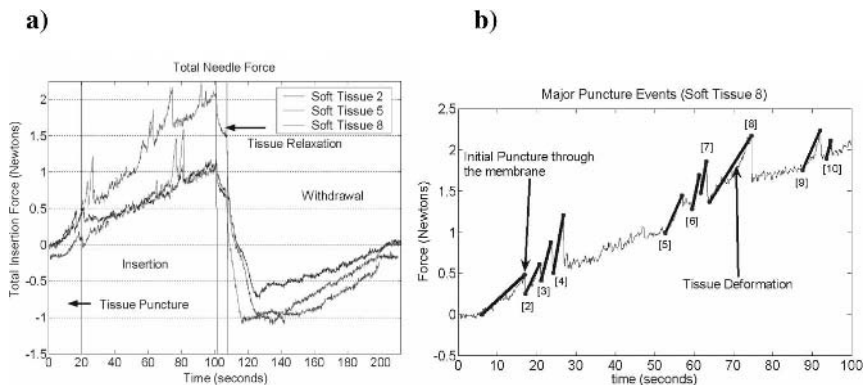 a)
Total Needle Force
Total Insertion Force (Newtons)
2
1.5
1
0.5
0
-0.5
-1
-1.5
Soft Tissue 2
Soft Tissue 5
Soft Tissue 8
Tissue Relaxation
Withdrawal
Insertion
Tissue Puncture
0 20 40 60 80 100 120 140 160 180 200
Time (seconds)
b)
Major Puncture Events (Soft Tissue 8)
Force (Newtons)
2.5
2
1.5
1
0.5
0
-0.5
Initial Puncture through
the membrane
[2]
[3]
[4]
[5]
[6]
[7]
[8]
[9]
[10]
Tissue Deformation
0 10 20 30 40 50 60 70 80 90 100
time (seconds)